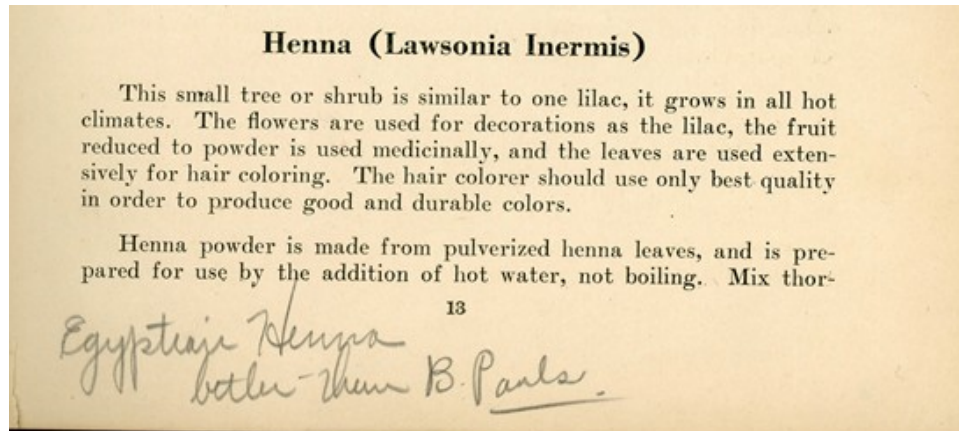 Henna (Lawsonia Inermis)
This small tree or shrub is similar to one lilac, it grows in all hot
climates. The flowers are used for decorations as the lilac, the fruit
reduced to powder is used medicinally, and the leaves are used exten-
sively for hair coloring. The hair colorer should use only best quality
in order to produce good and durable colors.
Henna powder is made from pulverized henna leaves, and is pre-
pared for use by the addition of hot water, not boiling. Mix thor-
13
Egyptian Henna
better than B. Pauls.